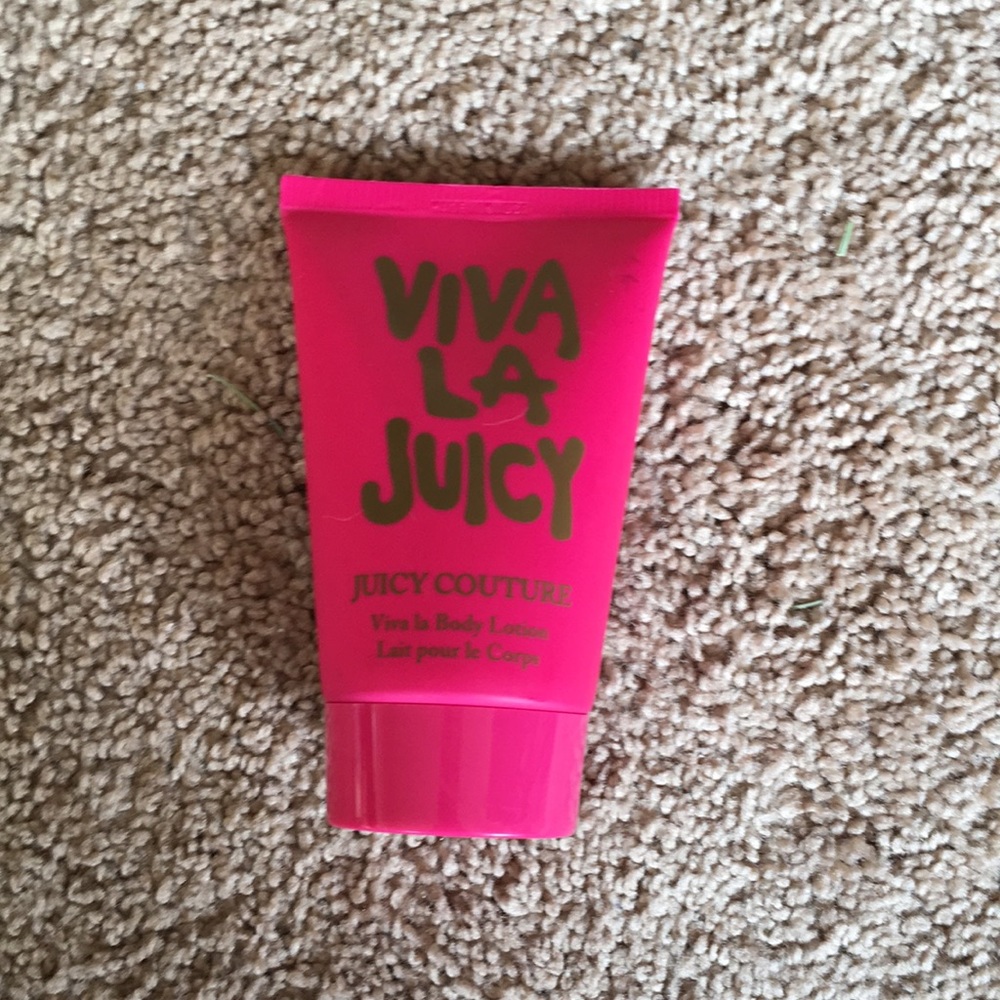 VIVA
LA
JUICY
JUICY COUTURE
Viva la Body Lotion
Lait pour le Corps